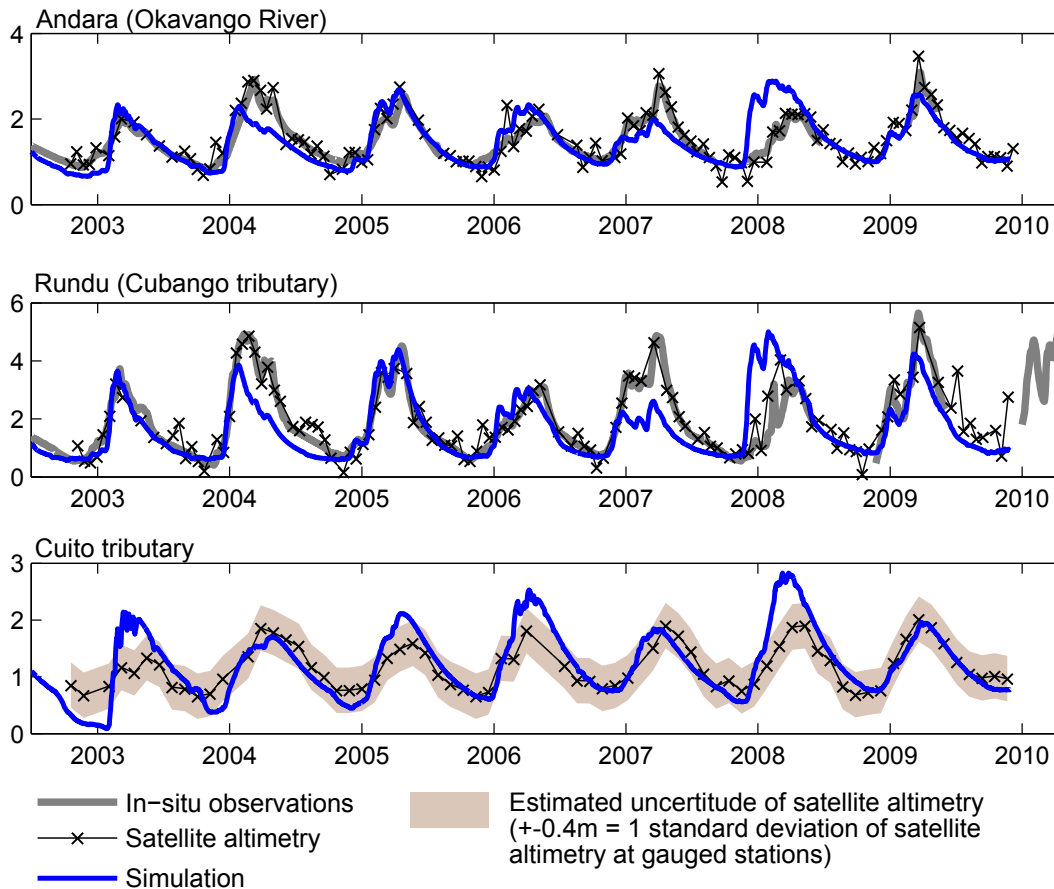 Andara (Okavango River)
4
2
0
2003 2004 2005 2006 2007 2008 2009 2010
Rundu (Cubango tributary)
6
4
2
0
2003 2004 2005 2006 2007 2008 2009 2010
Cuito tributary
3
2
1
0
2003 2004 2005 2006 2007 2008 2009 2010
In−situ observations
Satellite altimetry
Simulation
Estimated uncertitude of satellite altimetry
(+-0.4m = 1 standard deviation of satellite
altimetry at gauged stations)